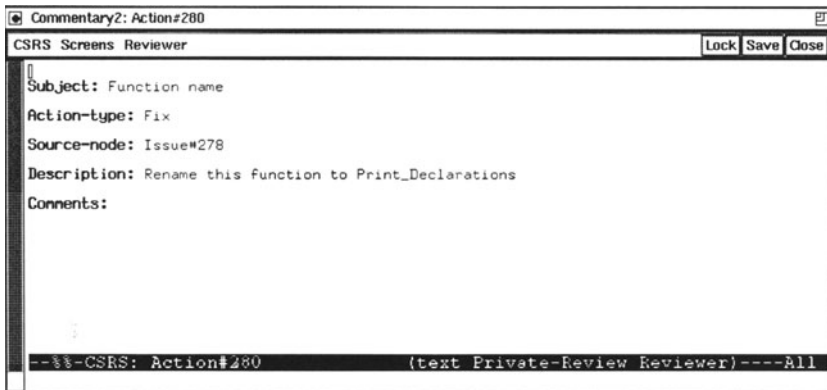 Commentary2: Action#280
CSRS Screens Reviewer Lock Save Close
Subject: Function name
Action-type: Fix
Source-node: Issue#278
Description: Rename this function to Print_Declarations
Comments:
--%%-CSRS: Action#280 (text Private-Review Reviewer)----All